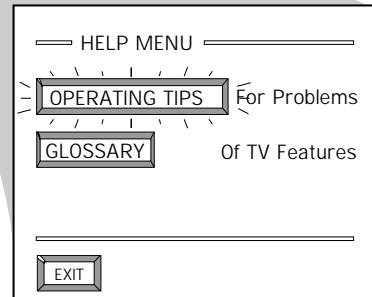 HELP MENU
OPERATING TIPS For Problems
GLOSSARY Of TV Features
EXIT